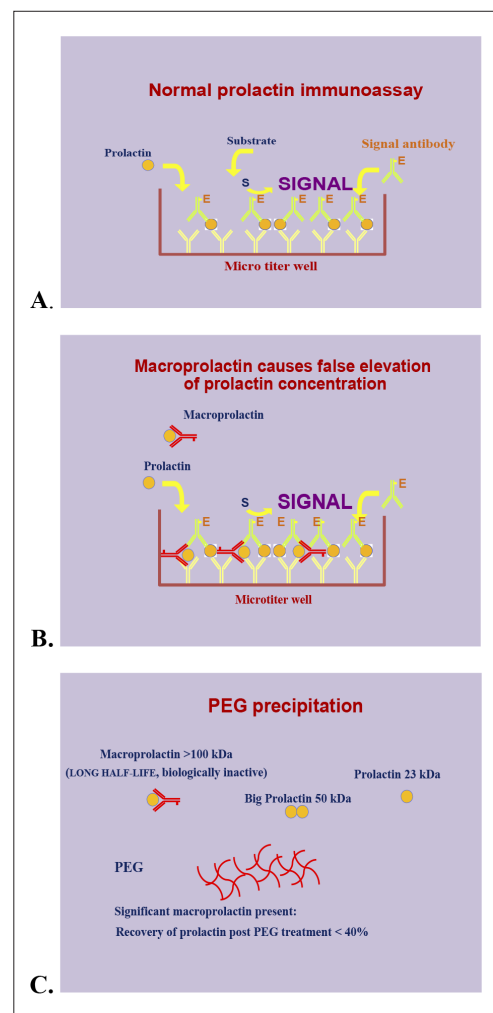 Normal prolactin immunoassay
Substrate
Prolactin
Signal antibody
E
S
SIGNAL
E E E E E
Micro titer well
A.
Macroprolactin causes false elevation
of prolactin concentration
Macroprolactin
Prolactin
E
S
SIGNAL
E E E E E
Microtiter well
B.
PEG precipitation
Macroprolactin >100 kDa
(LONG HALF-LIFE, biologically inactive)
Prolactin 23 kDa
Big Prolactin 50 kDa
PEG
Significant macroprolactin present:
Recovery of prolactin post PEG treatment < 40%
C.